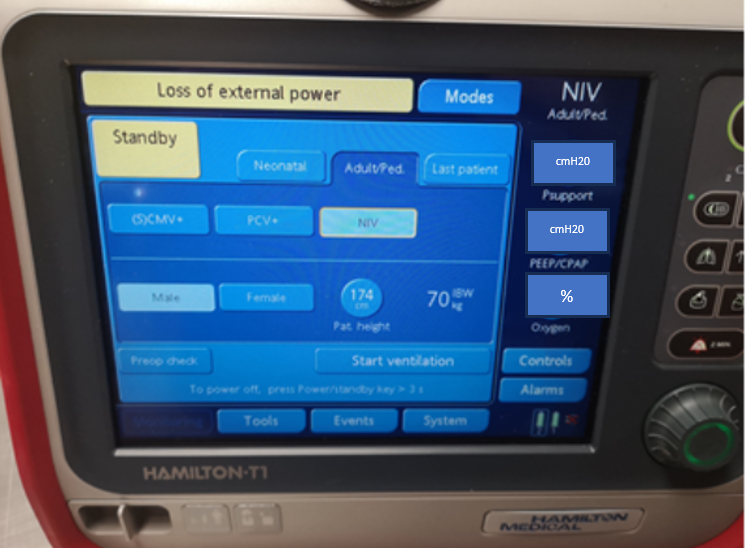 Loss of external power
Modes
NIV
Adult/Ped.
Standby
Neonatal
Adult/Ped.
Last patient
cmH20
Psupport
(S)CMV+
PCV+
NIV
cmH20
PEEP/CPAP
Male
Female
174
cm
70
IBW
kg
Pat. height
%
Oxygen
Preop check
Start ventilation
Controls
To power off, press Power/standby key > 3 s
Alarms
Monitoring
Tools
Events
System
HAMILTON-T1
HAMILTON
MEDICAL